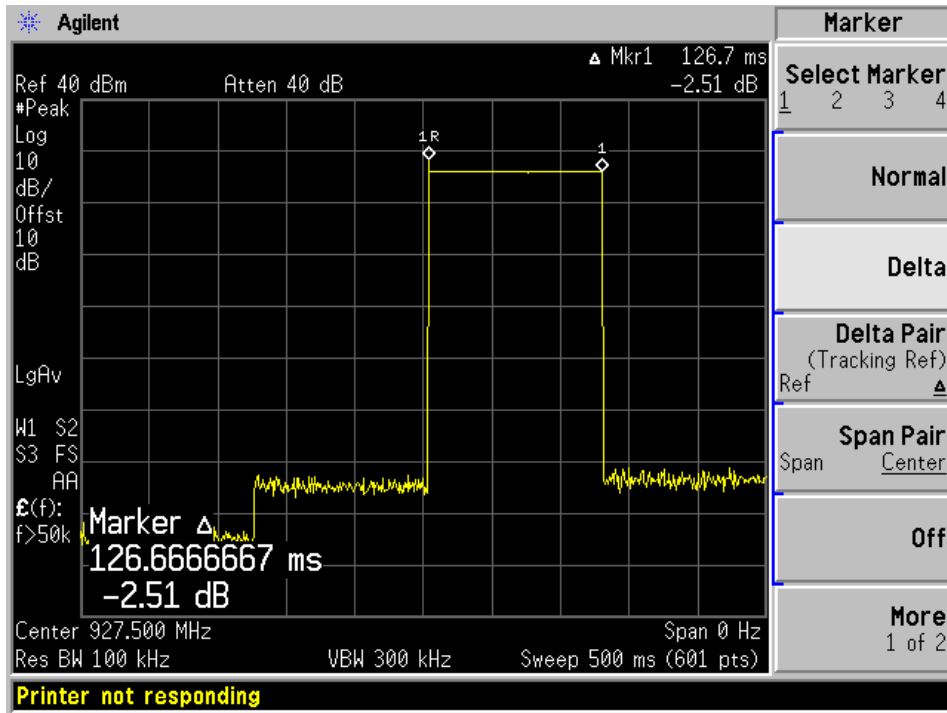 Agilent
Marker
Δ Mkr1 126.7 ms
Ref 40 dBm Atten 40 dB -2.51 dB
#Peak
Log
10
dB/
Offst
10
dB
LgAv
W1 S2
S3 FS
AA
£(f):
f>50k
1R
1
Marker Δ
126.6666667 ms
-2.51 dB
Center 927.500 MHz Span 0 Hz
Res BW 100 kHz VBW 300 kHz Sweep 500 ms (601 pts)
Printer not responding
Select Marker
1 2 3 4
Normal
Delta
Delta Pair
(Tracking Ref)
Ref Δ
Span Pair
Span Center
Off
More
1 of 2